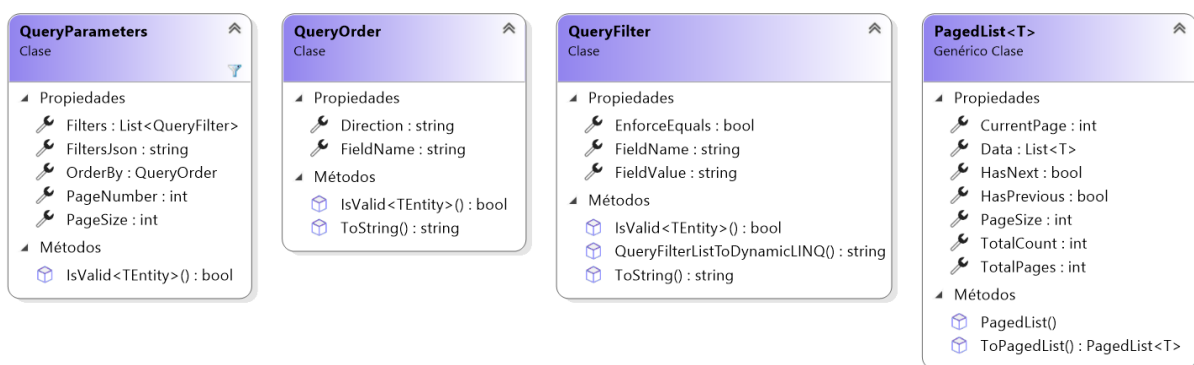 QueryParameters
Clase
Propiedades
Filters : List<QueryFilter>
FiltersJson : string
OrderBy : QueryOrder
PageNumber : int
PageSize : int
Métodos
IsValid<TEntity>() : bool
QueryOrder
Clase
Propiedades
Direction : string
FieldName : string
Métodos
IsValid<TEntity>() : bool
ToString() : string
QueryFilter
Clase
Propiedades
EnforceEquals : bool
FieldName : string
FieldValue : string
Métodos
IsValid<TEntity>() : bool
QueryFilterListToDynamicLINQ() : string
ToString() : string
PagedList<T>
Genérico Clase
Propiedades
CurrentPage : int
Data : List<T>
HasNext : bool
HasPrevious : bool
PageSize : int
TotalCount : int
TotalPages : int
Métodos
PagedList()
ToPagedList() : PagedList<T>